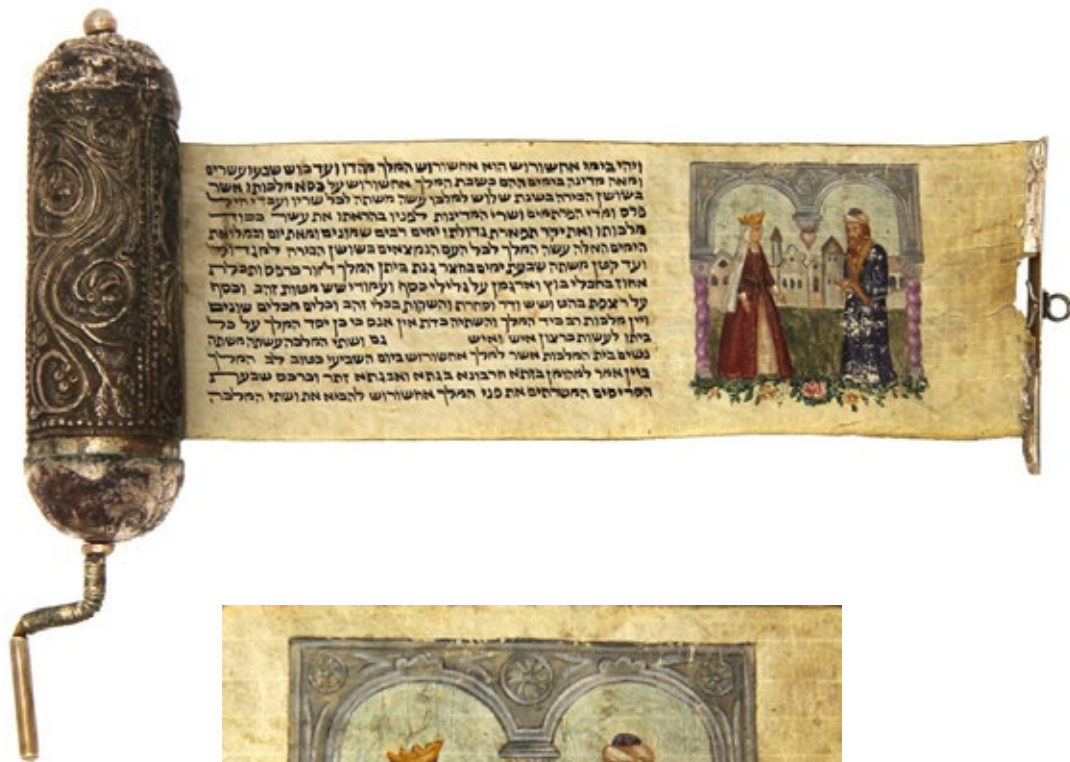 ויהי בימי אחשורוש הוא אחשורוש המלך מהדו ועד כוש שבע ועשרים
ומאה מדינה בימים ההם כשבת המלך אחשורוש על כסא מלכותו אשר
בשושן הבירה בשנת שלוש למלכו עשה משתה לכל שריו ועבדיו חיל
פרס ומדי הפרתמים ושרי המדינות לפניו בהראתו את עשר כבוד
מלכותו ואת יקר תפארת גדולתו ימים רבים שמונים ומאת יום ובמלואת
הימים האלה עשה המלך לכל העם הנמצאים בשושן הבירה למגדול
ועד קטן משתה שבעת ימים בחצר גנת ביתן המלך חור כרפס ותכלת
אחוז בחבלי בוץ וארגמן על גלילי כסף ועמודי שש מטות זהב וכסף
על רצפת בהט ושש ודר וסחרת והשקות בכלי זהב וכלים מכלים שונים
ויין מלכות רב כיד המלך והשתיה כדת אין אנס כי כן יסד המלך על כל
ביתו לעשות כרצון איש ואיש גם ושתי המלכה עשתה משתה
נשים בית המלכות אשר למלך אחשורוש ביום השביעי כטוב לב המלך
ביין אמר למהומן בזתא חרבונא בגתא ואבגתא זתר וכרכס שבעת
הסריסים המשרתים את פני המלך אחשורוש להביא את ושתי המלכה